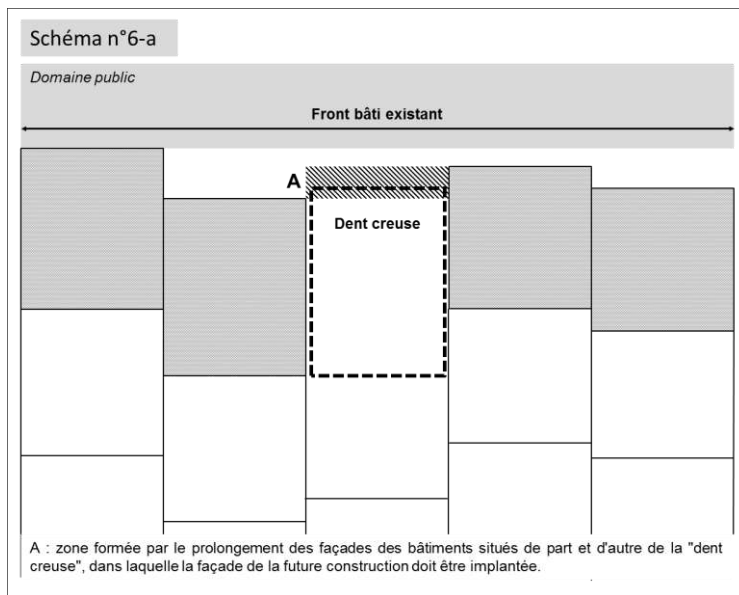 Schéma n°6-a
Domaine public
Front bâti existant
A
Dent creuse
A : zone formée par le prolongement des façades des bâtiments situés de part et d'autre de la "dent
creuse", dans laquelle la façade de la future construction doit être implantée.